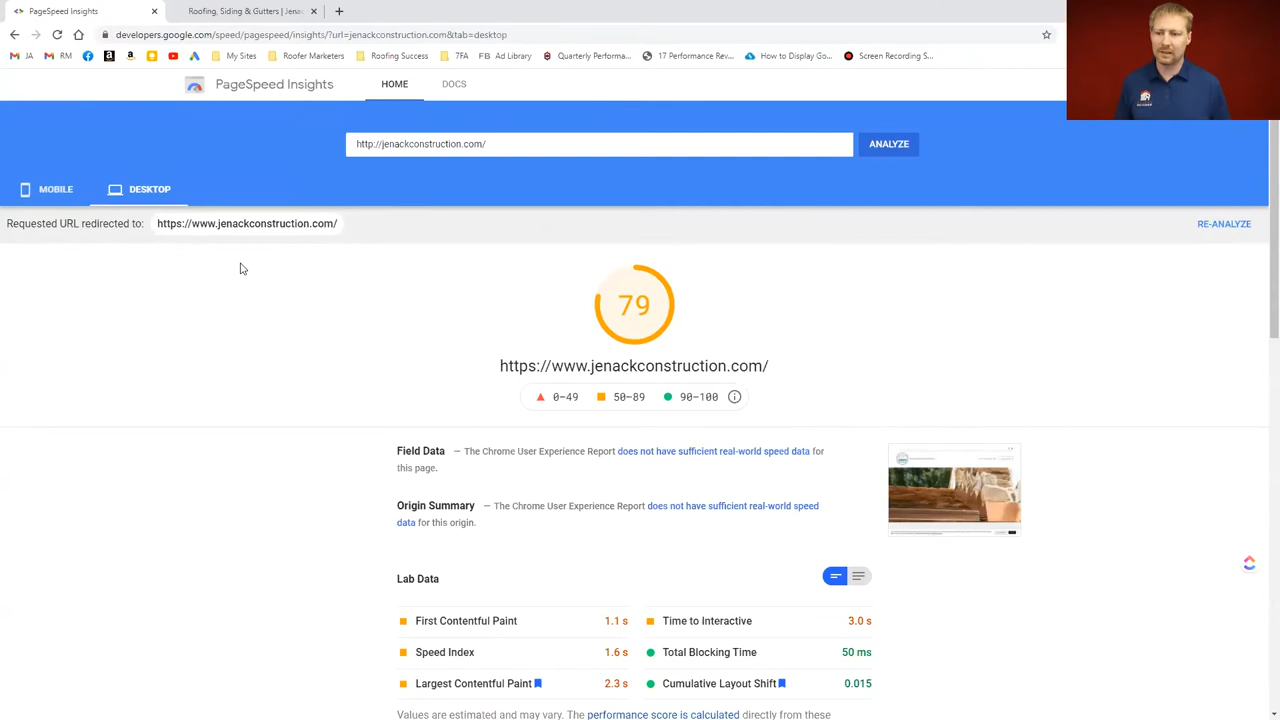 PageSpeed Insights
Roofing, Siding & Gutters | Jenac
developers.google.com/speed/pagespeed/insights/?url=jenackconstruction.com&tab=desktop
JA RM My Sites Roofer Marketers Roofing Success 7FA FB Ad Library Quarterly Performa... 17 Performance Rev... How to Display Go... Screen Recording S...
PageSpeed Insights HOME DOCS
http://jenackconstruction.com/ ANALYZE
MOBILE DESKTOP
Requested URL redirected to: https://www.jenackconstruction.com/ RE-ANALYZE
79
https://www.jenackconstruction.com/
0–49 50–89 90–100
Field Data — The Chrome User Experience Report does not have sufficient real-world speed data for
this page.
Origin Summary — The Chrome User Experience Report does not have sufficient real-world speed
data for this origin.
Lab Data
First Contentful Paint 1.1 s Time to Interactive 3.0 s
Speed Index 1.6 s Total Blocking Time 50 ms
Largest Contentful Paint 2.3 s Cumulative Layout Shift 0.015
Values are estimated and may vary. The performance score is calculated directly from these